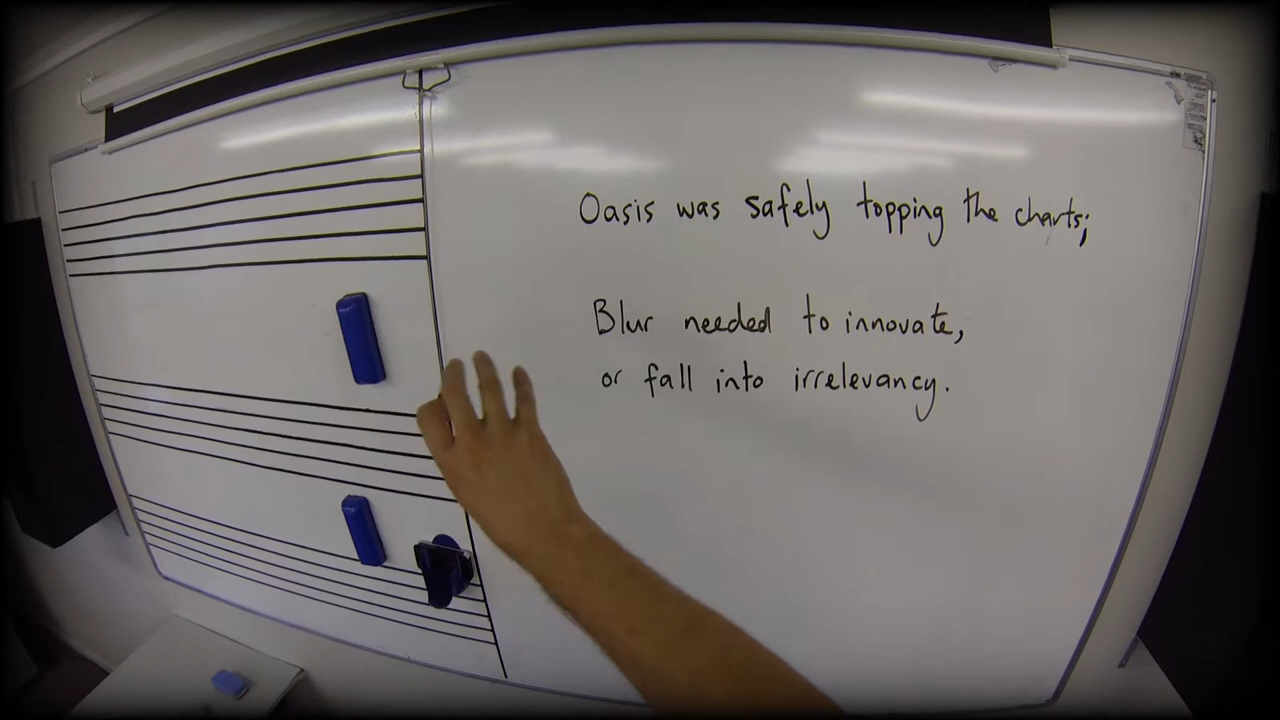 Oasis was safely topping the charts;
Blur needed to innovate,
or fall into irrelevancy.